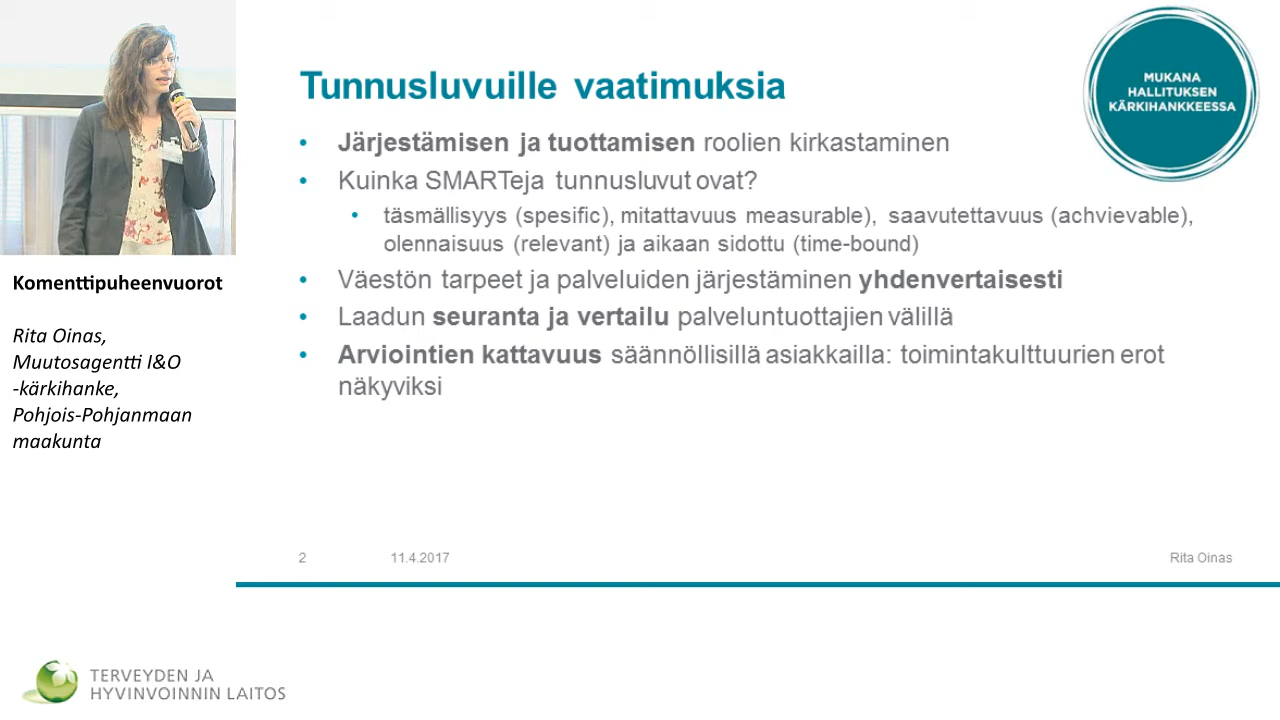 Tunnusluvuille vaatimuksia
MUKANA
HALLITUKSEN
KÄRKIHANKKEESSA
• Järjestämisen ja tuottamisen roolien kirkastaminen
• Kuinka SMARTeja tunnusluvut ovat?
• täsmällisyys (spesific), mitattavuus measurable), saavutettavuus (achvievable),
olennaisuus (relevant) ja aikaan sidottu (time-bound)
• Väestön tarpeet ja palveluiden järjestäminen yhdenvertaisesti
• Laadun seuranta ja vertailu palveluntuottajien välillä
• Arviointien kattavuus säännöllisillä asiakkailla: toimintakulttuurien erot
näkyviksi
2 11.4.2017 Rita Oinas
Komenttipuheenvuorot
Rita Oinas,
Muutosagentti I&O
-kärkihanke,
Pohjois-Pohjanmaan
maakunta
TERVEYDEN JA
HYVINVOINNIN LAITOS